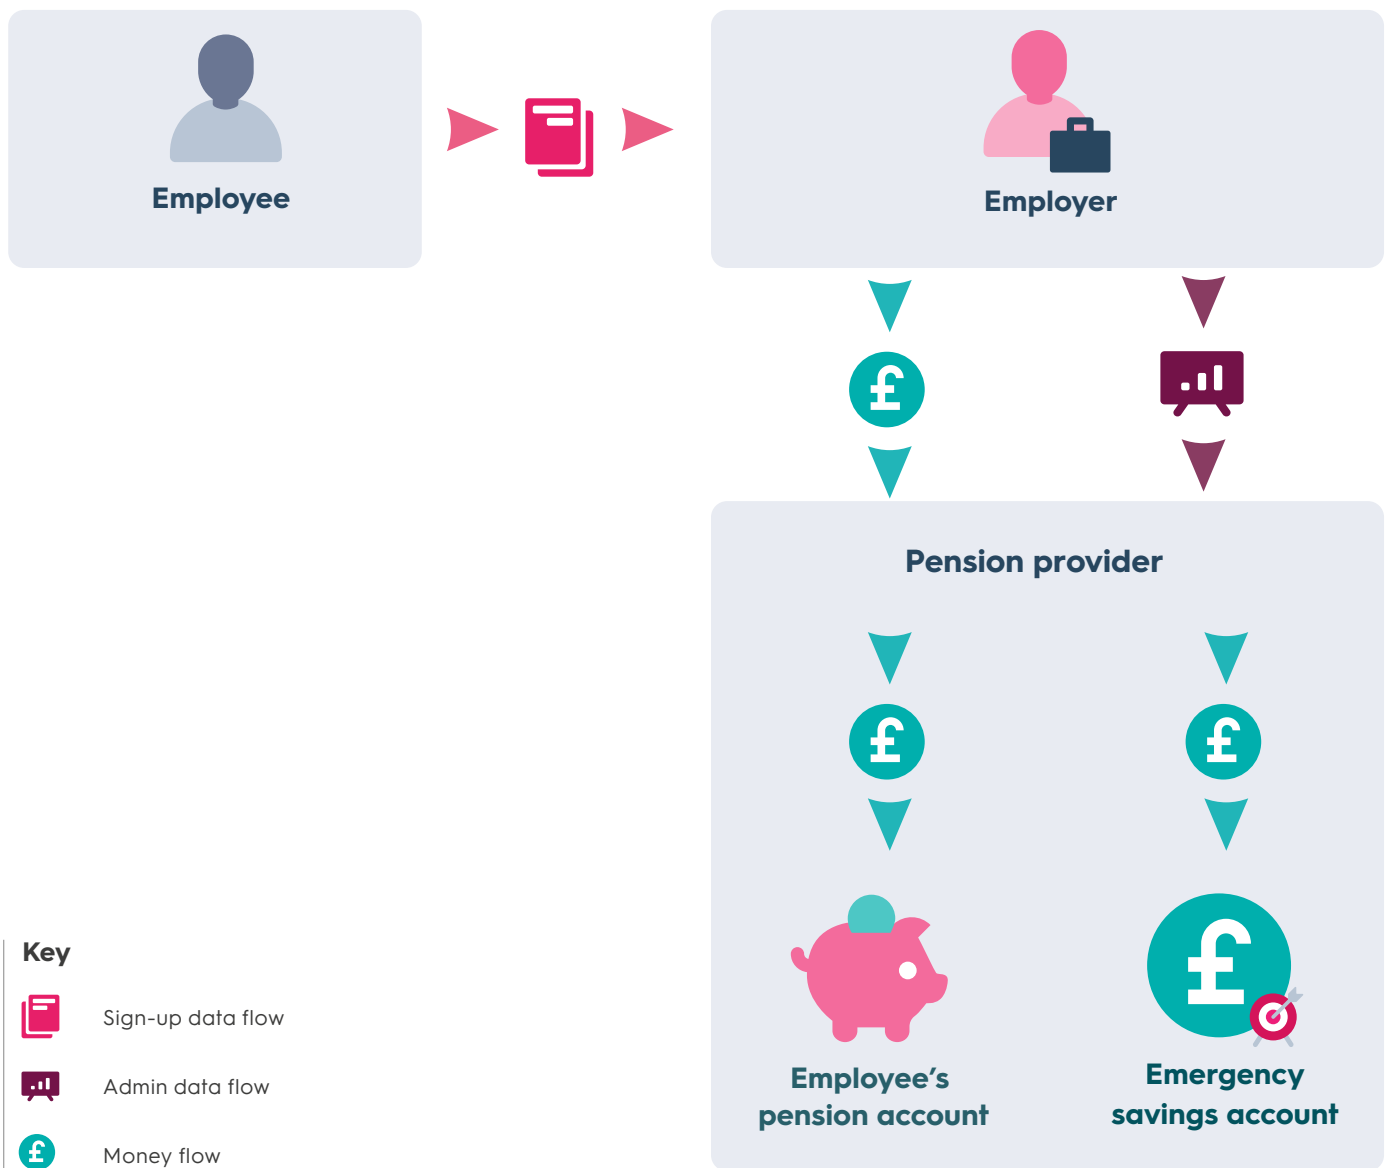 Employee
Employer
£
Pension provider
£
£
£
Employee's
pension account
Emergency
savings account
Key
Sign-up data flow
Admin data flow
£
Money flow